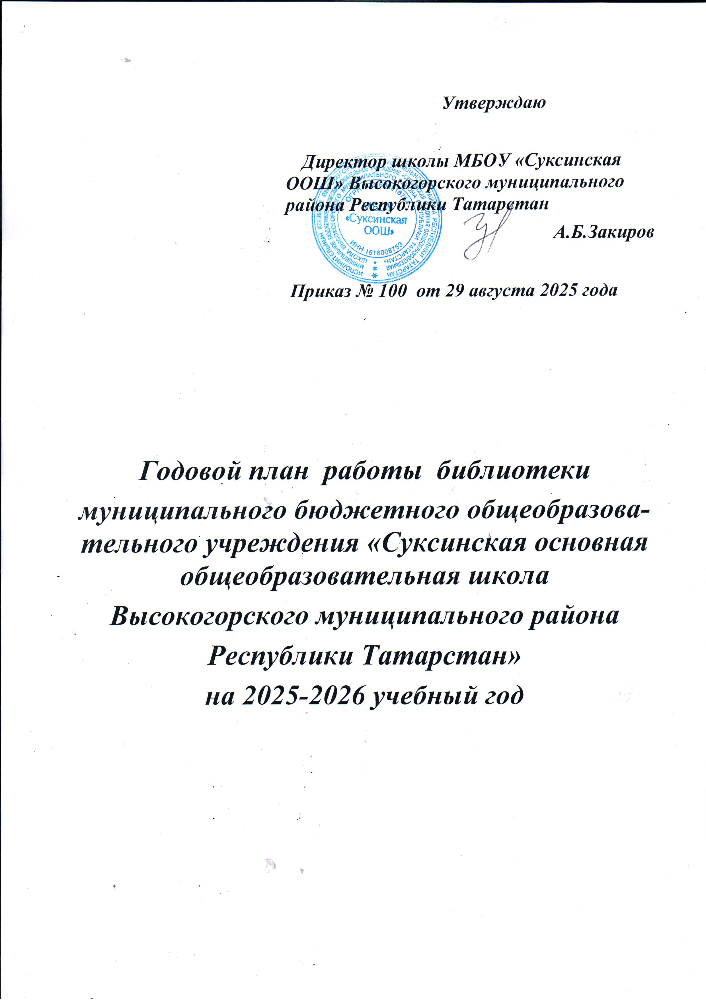 Утверждаю
Директор школы МБОУ «Суксинская
ООШ» Высокогорского муниципального
района Республики Татарстан
МБОУ
«Суксинская
ООШ»
ИНН 1616008753
А.Б.Закиров
Приказ № 100 от 29 августа 2025 года
Годовой план работы библиотеки
муниципального бюджетного общеобразова-
тельного учреждения «Суксинская основная
общеобразовательная школа
Высокогорского муниципального района
Республики Татарстан»
на 2025-2026 учебный год